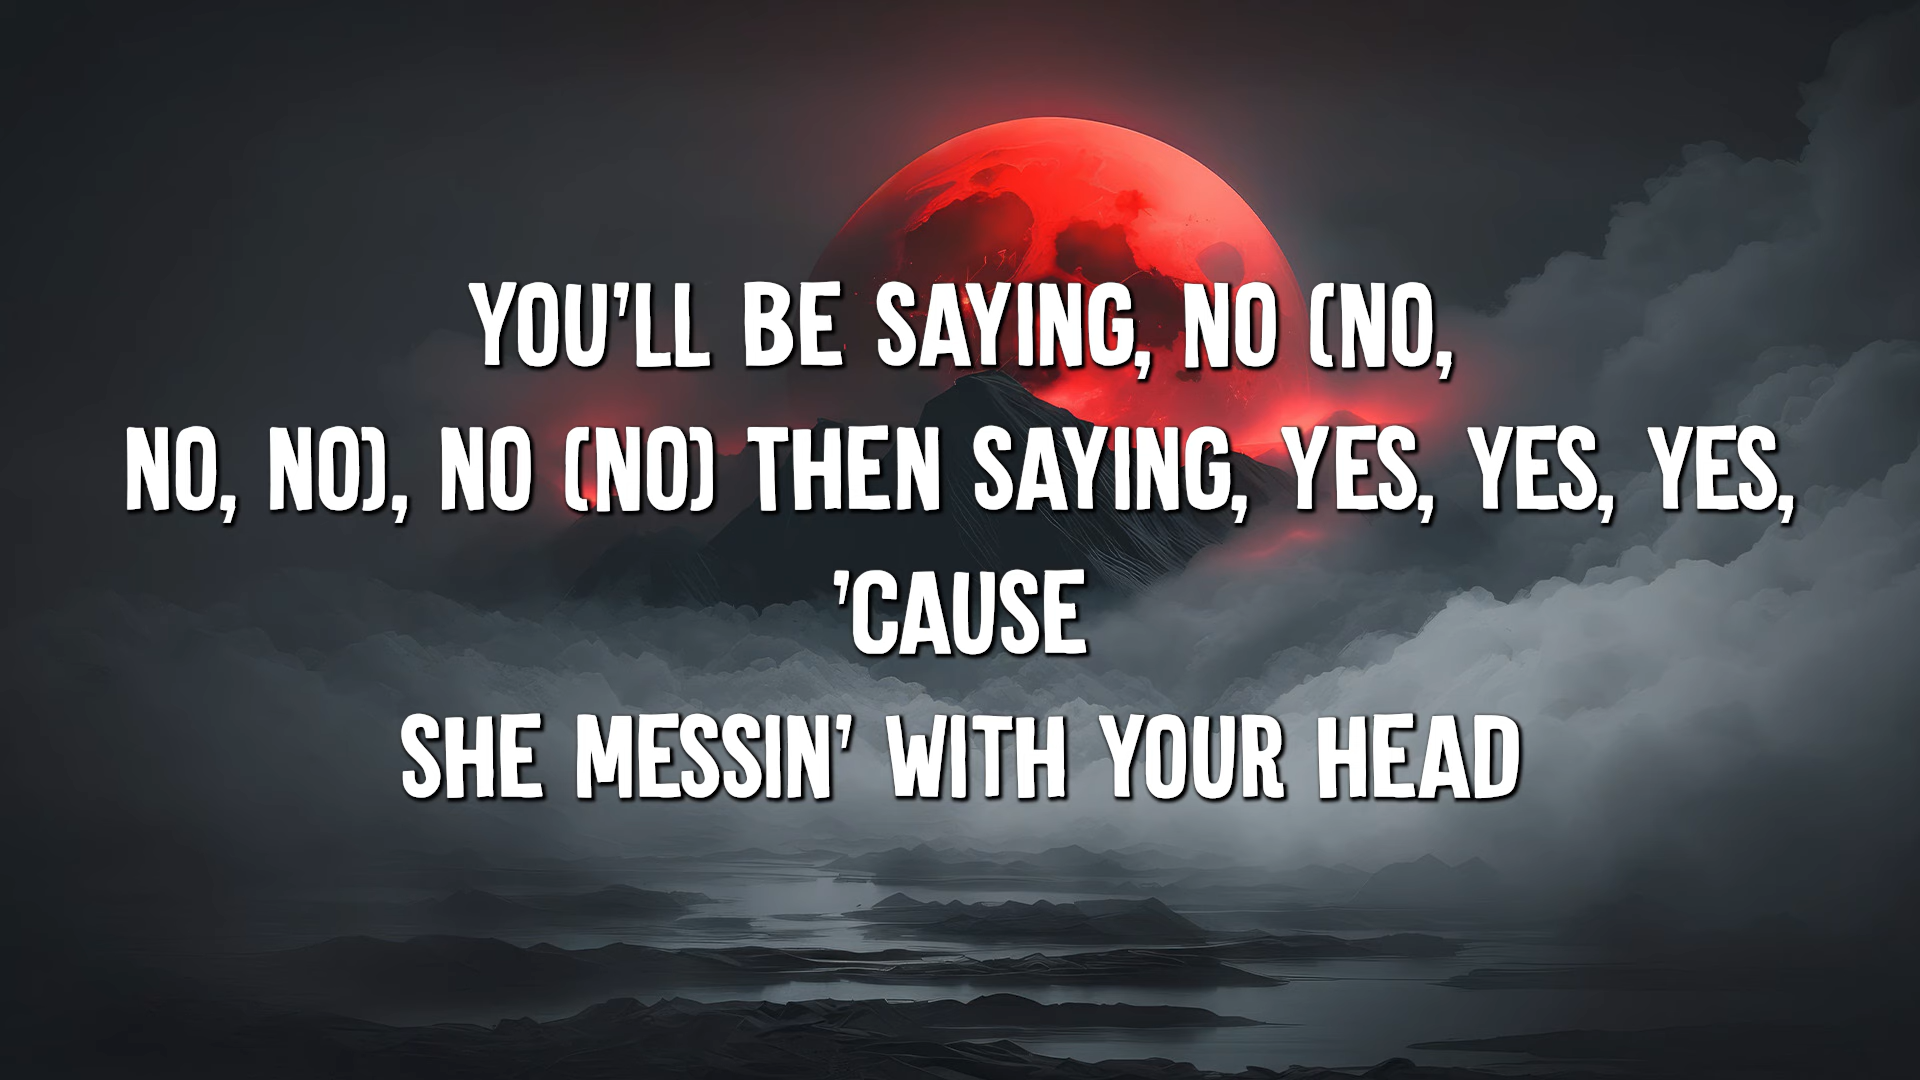 YOU'LL BE SAYING, NO (NO,
NO, NO), NO (NO) THEN SAYING, YES, YES, YES,
'CAUSE
SHE MESSIN' WITH YOUR HEAD